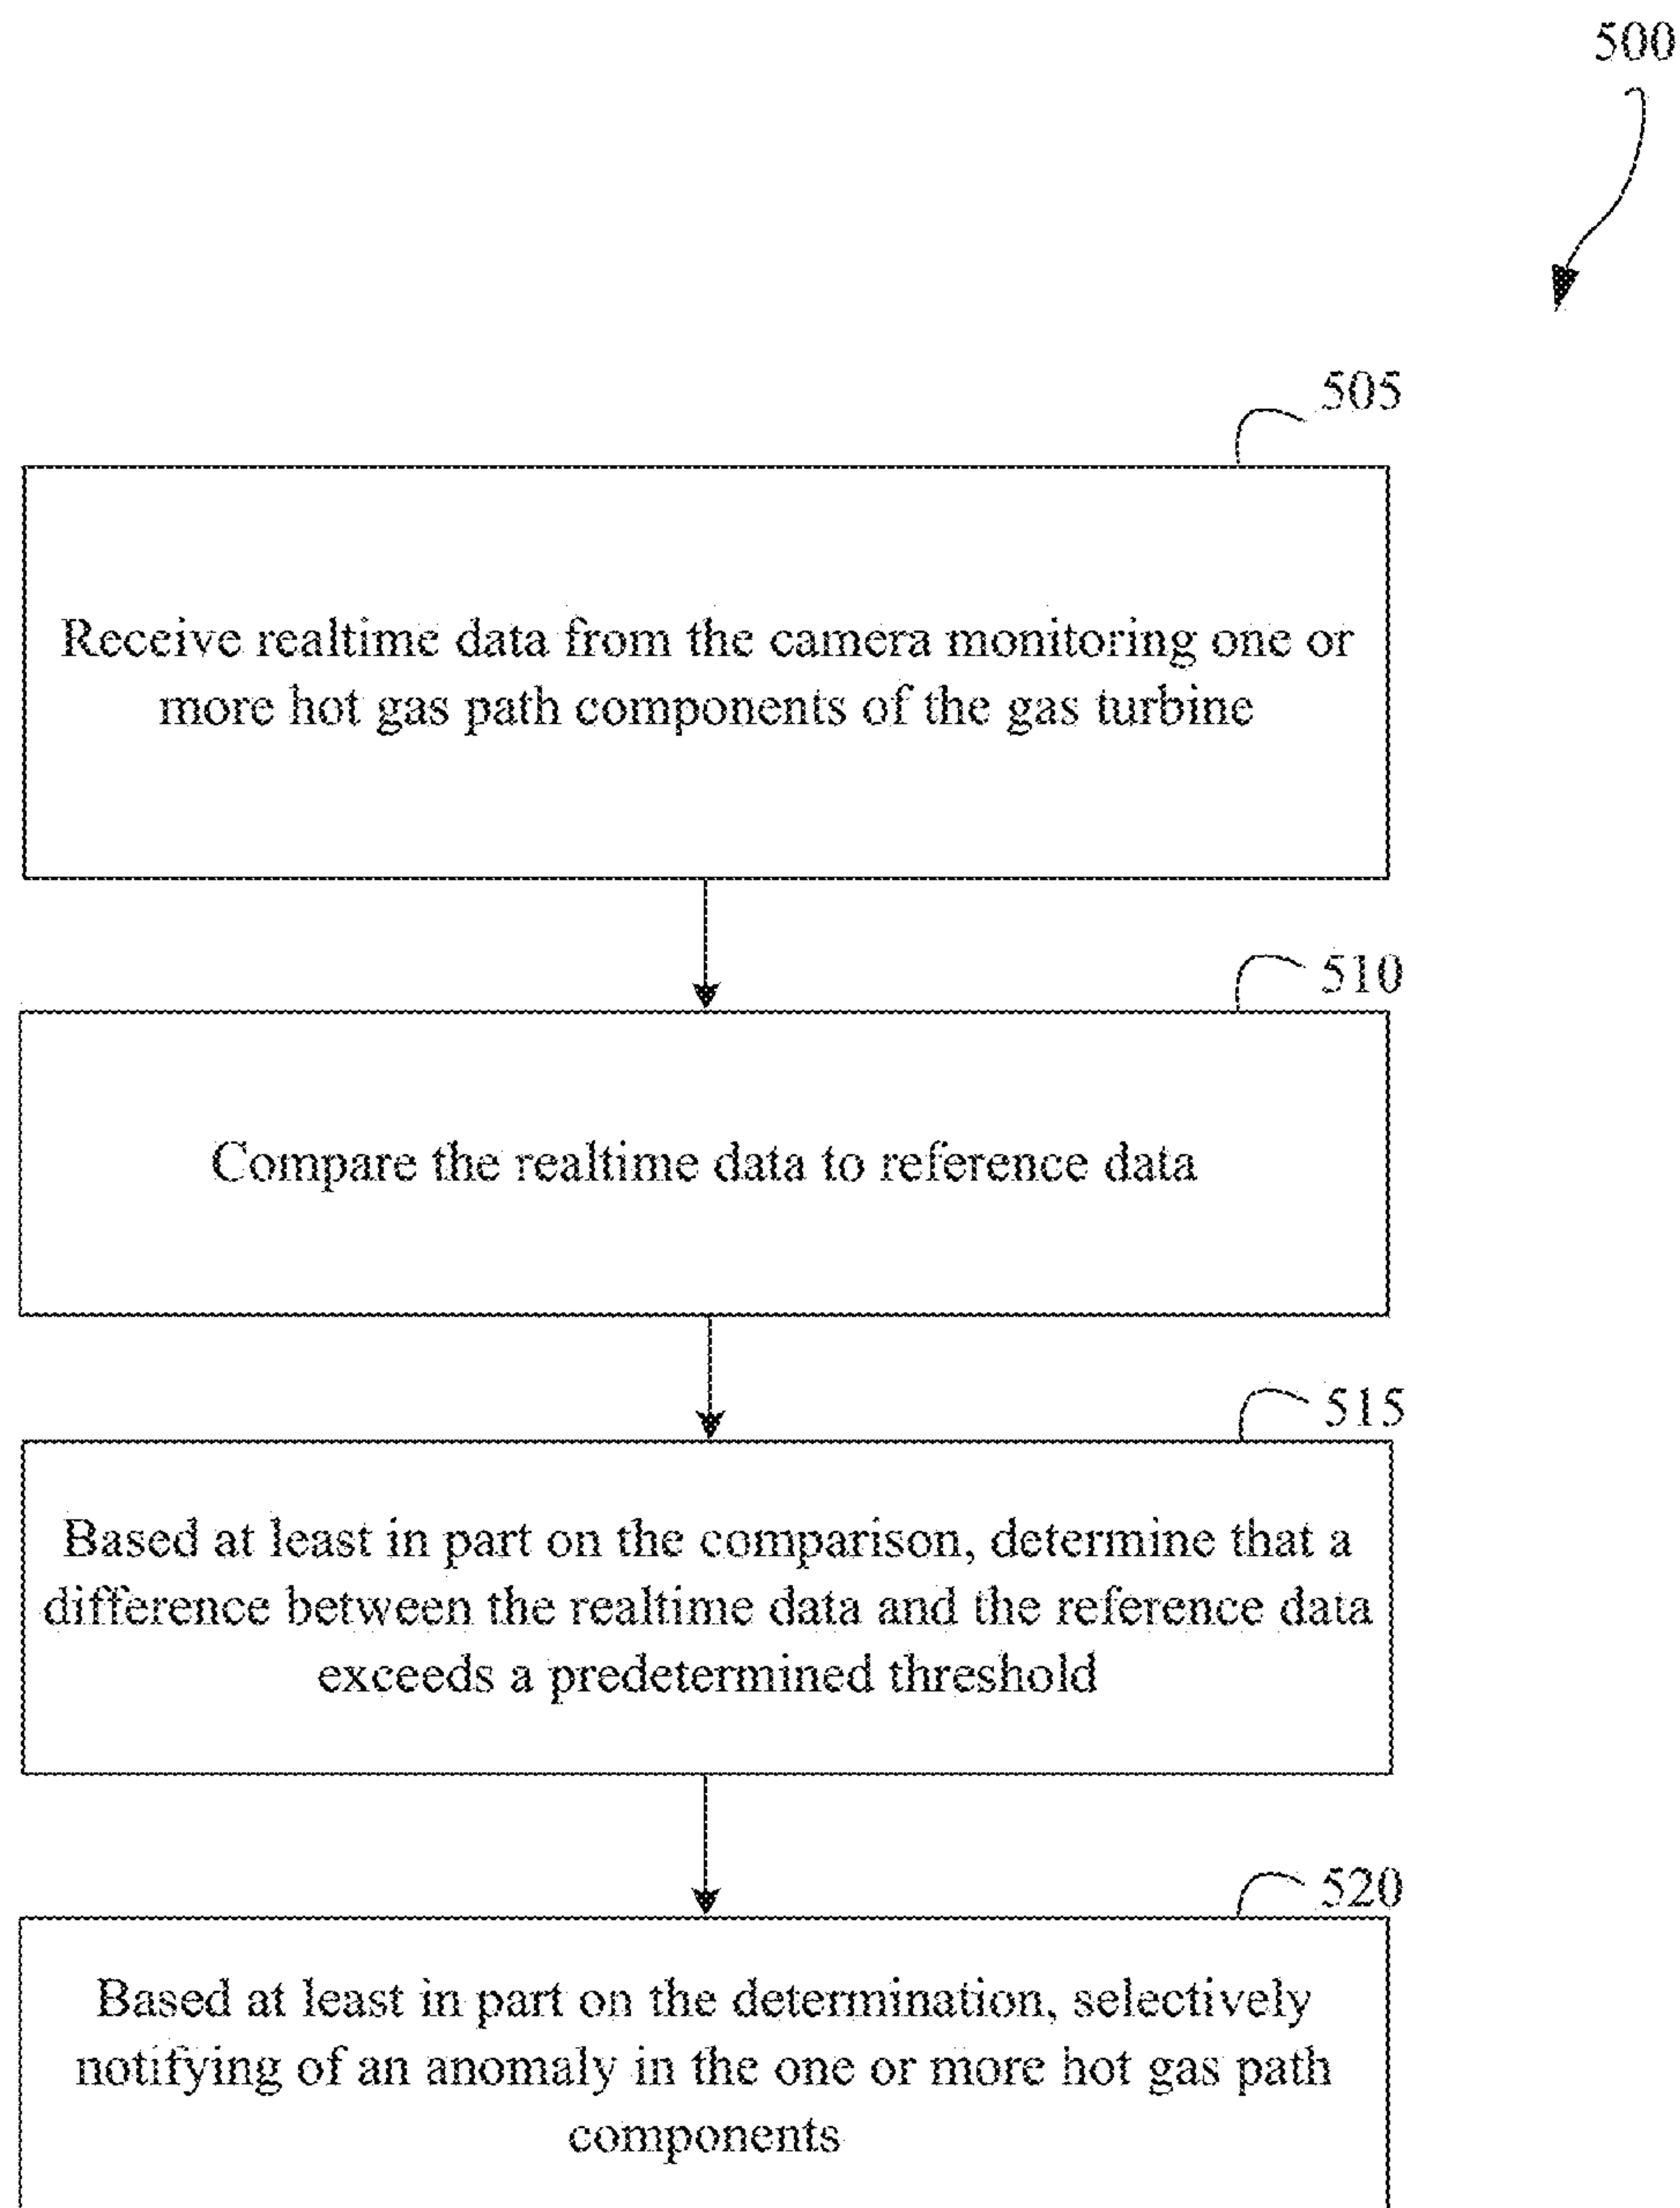 500
505
Receive realtime data from the camera monitoring one or
more hot gas path components of the gas turbine
510
Compare the realtime data to reference data
515
Based at least in part on the comparison, determine that a
difference between the realtime data and the reference data
exceeds a predetermined threshold
520
Based at least in part on the determination, selectively
notifying of an anomaly in the one or more hot gas path
components